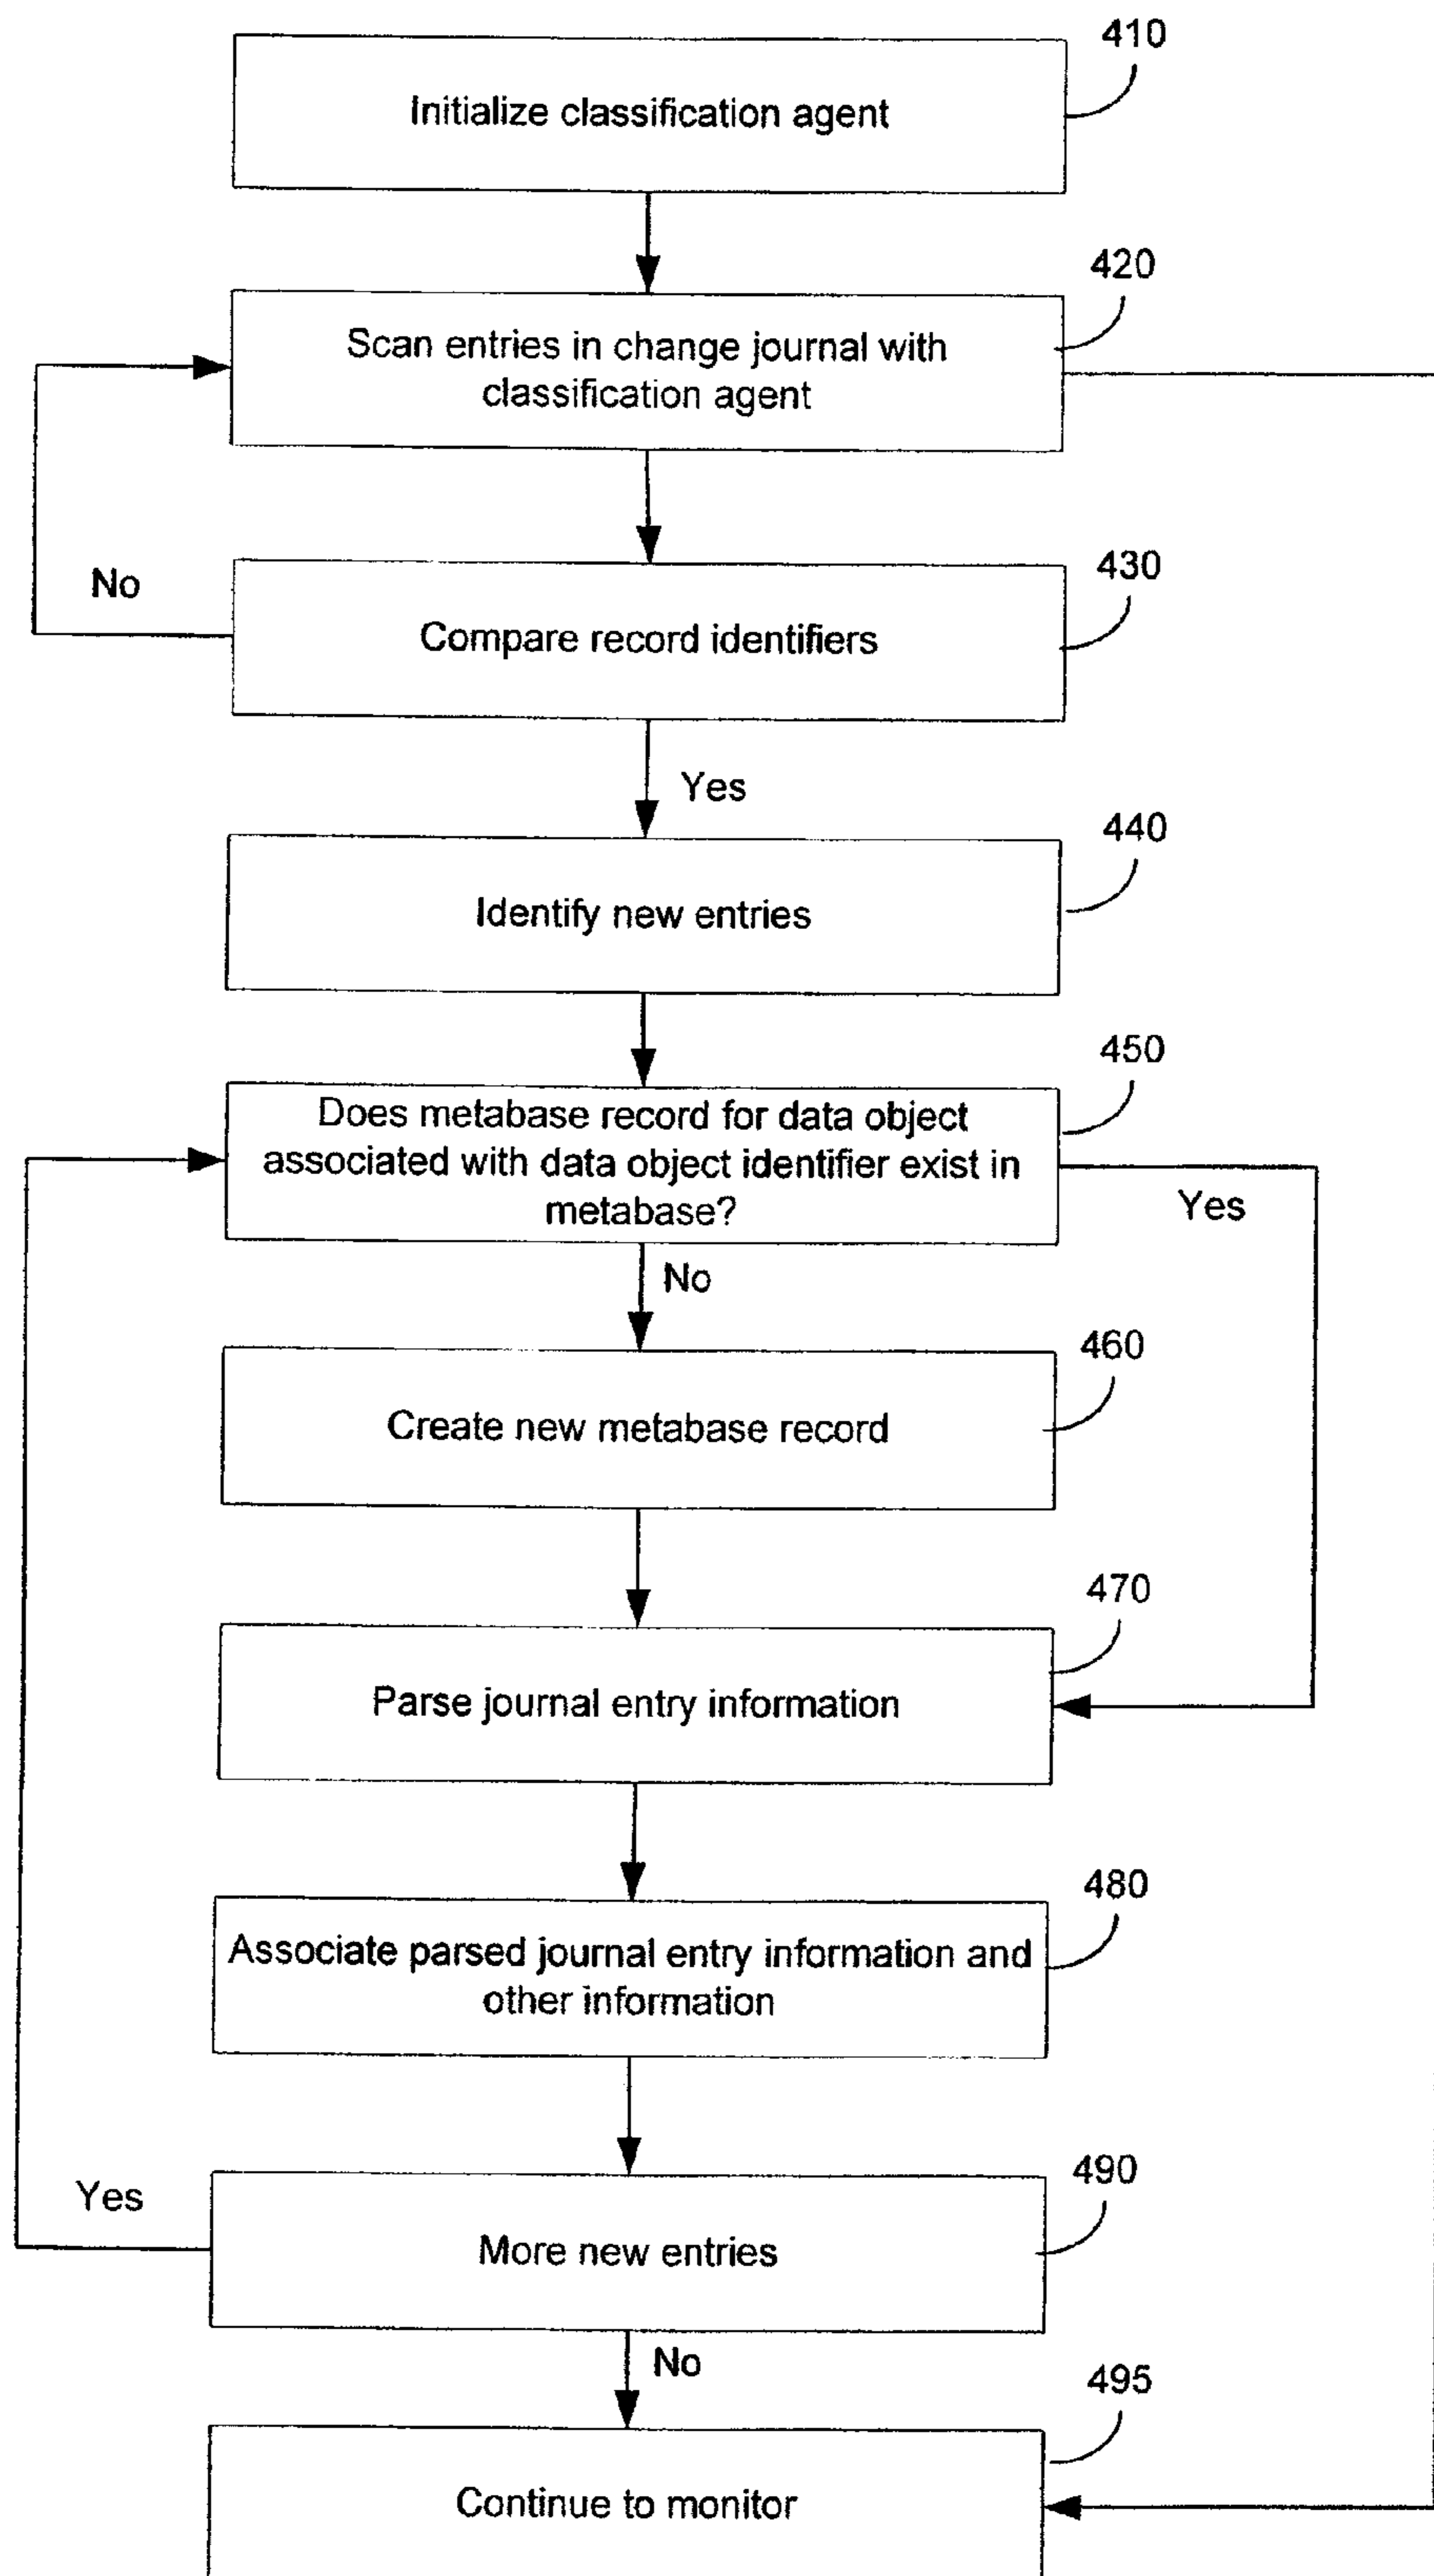 410
Initialize classification agent
420
Scan entries in change journal with
classification agent
430
No
Compare record identifiers
Yes
440
Identify new entries
450
Does metabase record for data object
associated with data object identifier exist in
metabase?
Yes
No
460
Create new metabase record
470
Parse journal entry information
480
Associate parsed journal entry information and
other information
490
Yes
More new entries
No
495
Continue to monitor